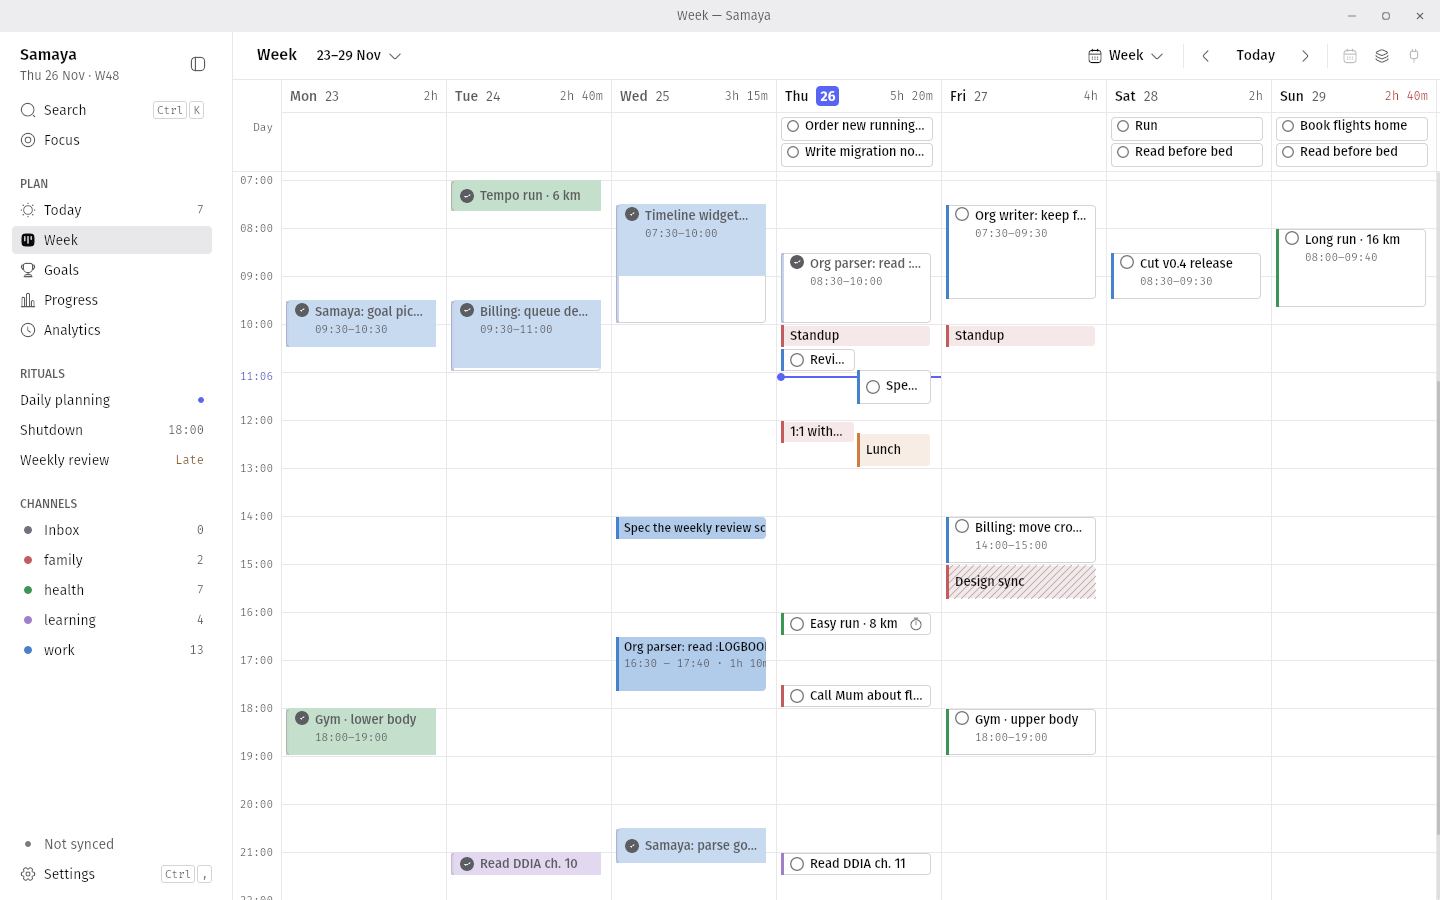 Week — Samaya
Samaya
Thu 26 Nov · W48
Search Ctrl K
Focus
PLAN
Today 7
Week
Goals
Progress
Analytics
RITUALS
Daily planning
Shutdown 18:00
Weekly review Late
CHANNELS
Inbox 0
family 2
health 7
learning 4
work 13
Not synced
Settings Ctrl ,
Week 23–29 Nov
Week
Today
Mon 23 2h
Tue 24 2h 40m
Wed 25 3h 15m
Thu 26 5h 20m
Fri 27 4h
Sat 28 2h
Sun 29 2h 40m
Day
Order new running...
Write migration no...
Run
Read before bed
Book flights home
Read before bed
07:00
08:00
09:00
10:00
11:06
12:00
13:00
14:00
15:00
16:00
17:00
18:00
19:00
20:00
21:00
22:00
Samaya: goal pic...
09:30–10:30
Gym · lower body
18:00–19:00
Tempo run · 6 km
Billing: queue de...
09:30–11:00
Read DDIA ch. 10
Timeline widget...
07:30–10:00
Spec the weekly review sc
Org parser: read :LOGBOO
16:30 – 17:40 · 1h 10m
Samaya: parse go...
Org parser: read :...
08:30–10:00
Standup
Revi...
Spe...
1:1 with...
Lunch
Easy run · 8 km
Call Mum about fl...
Read DDIA ch. 11
Org writer: keep f...
07:30–09:30
Standup
Billing: move cro...
14:00–15:00
Design sync
Gym · upper body
18:00–19:00
Cut v0.4 release
08:30–09:30
Long run · 16 km
08:00–09:40